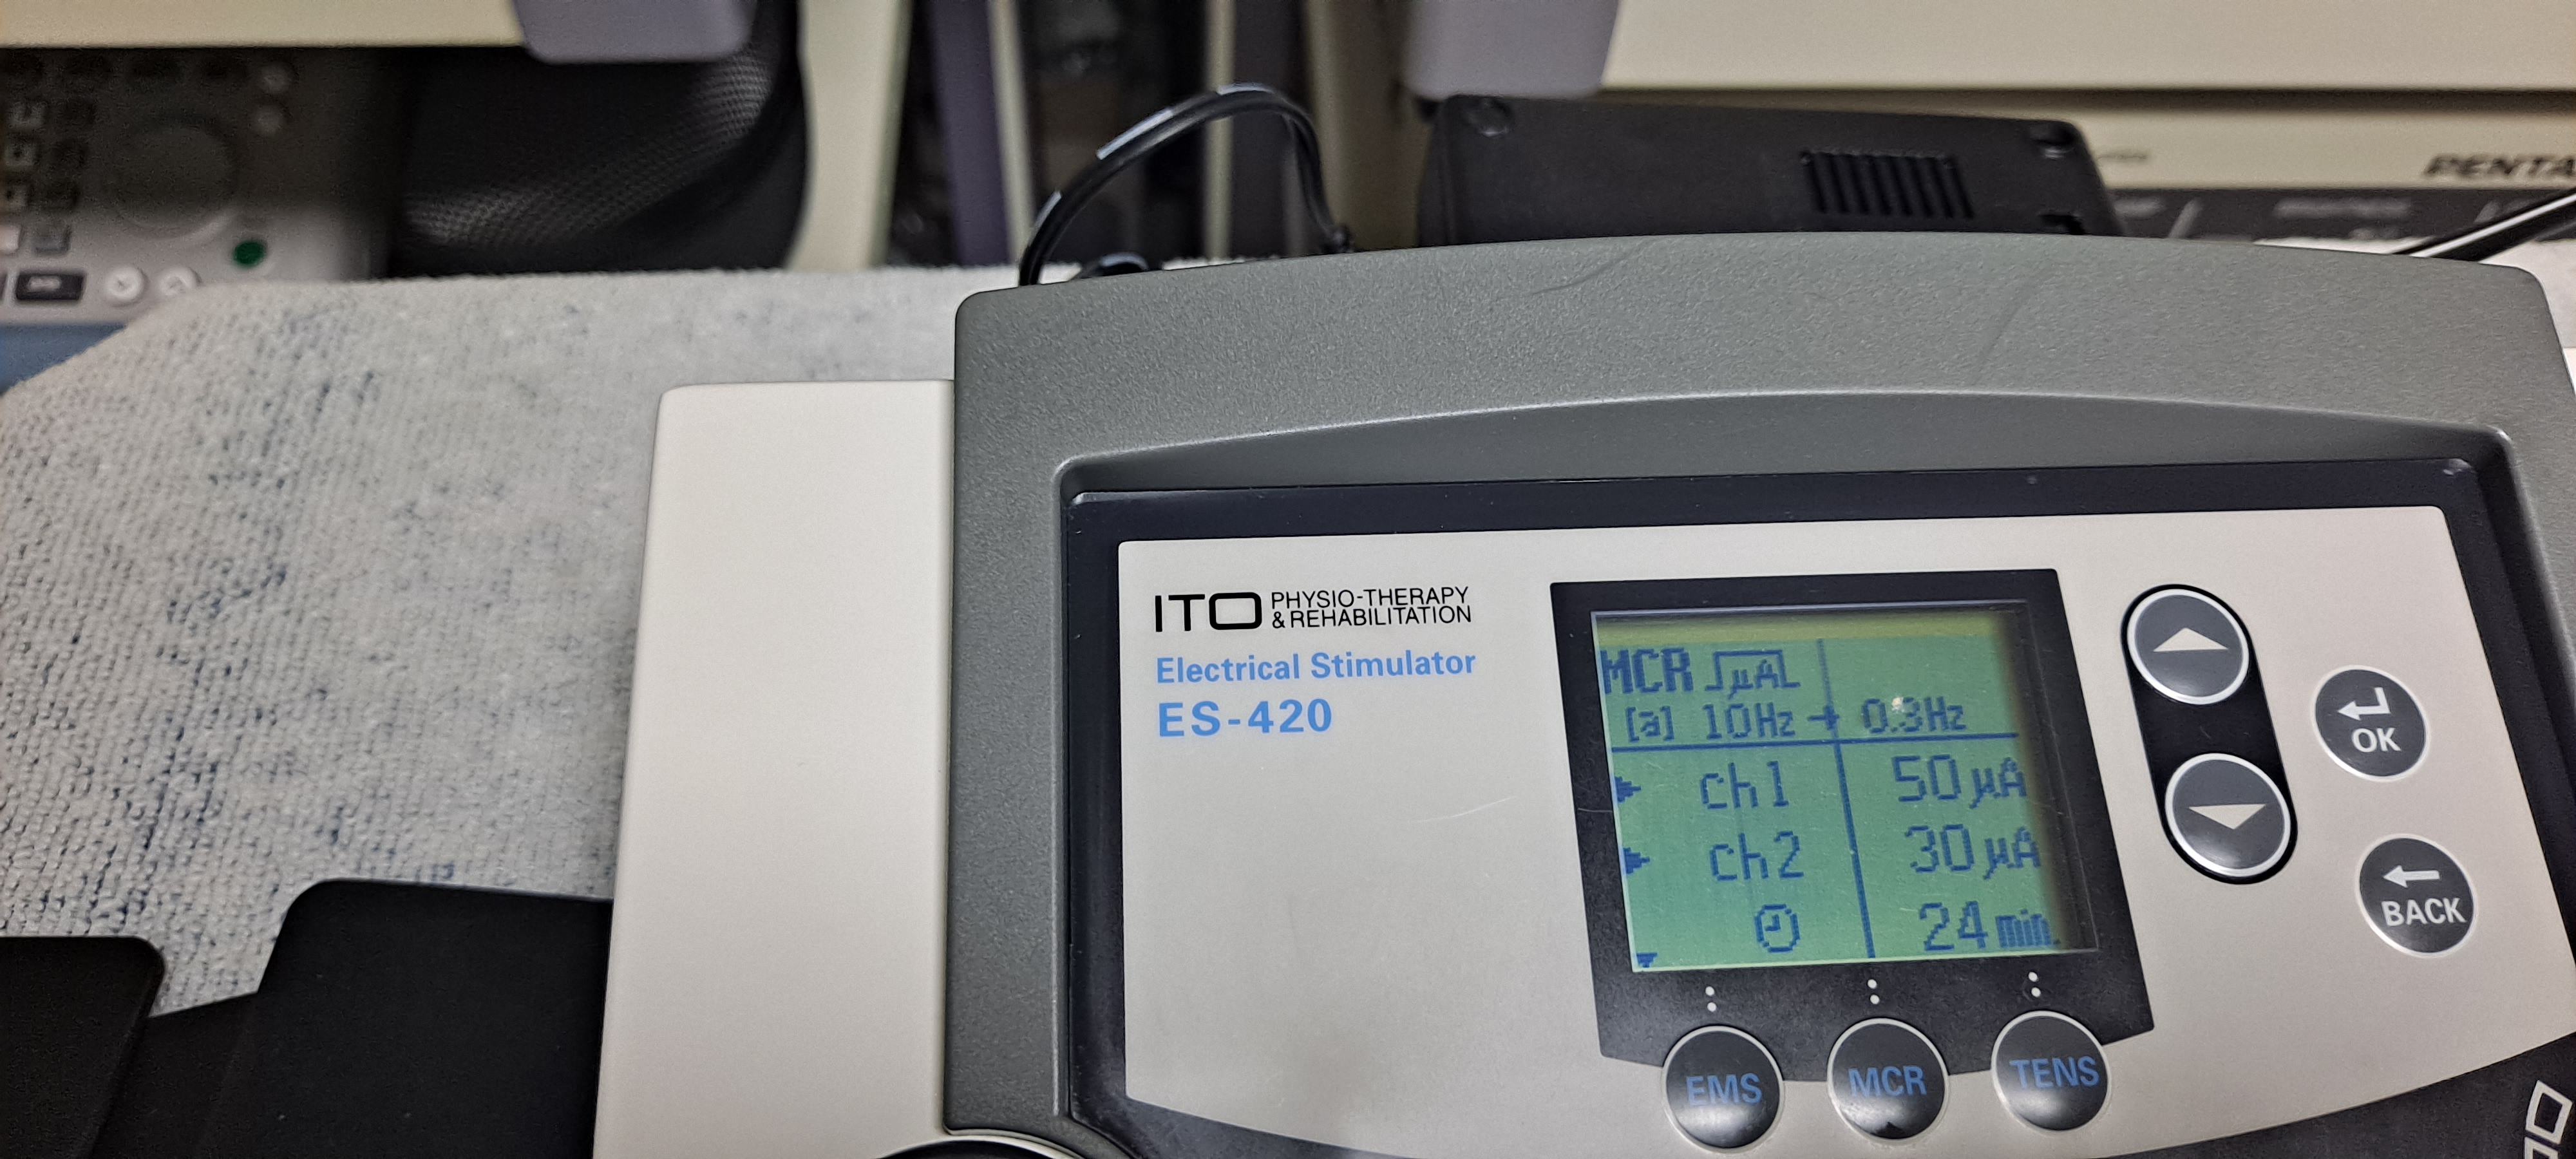 PENTA
ITO PHYSIO-THERAPY
& REHABILITATION
Electrical Stimulator
ES-420
MCR μA
[a] 10Hz → 0.3Hz
ch1 50μA
ch2 30μA
24 min.
OK
BACK
EMS MCR TENS